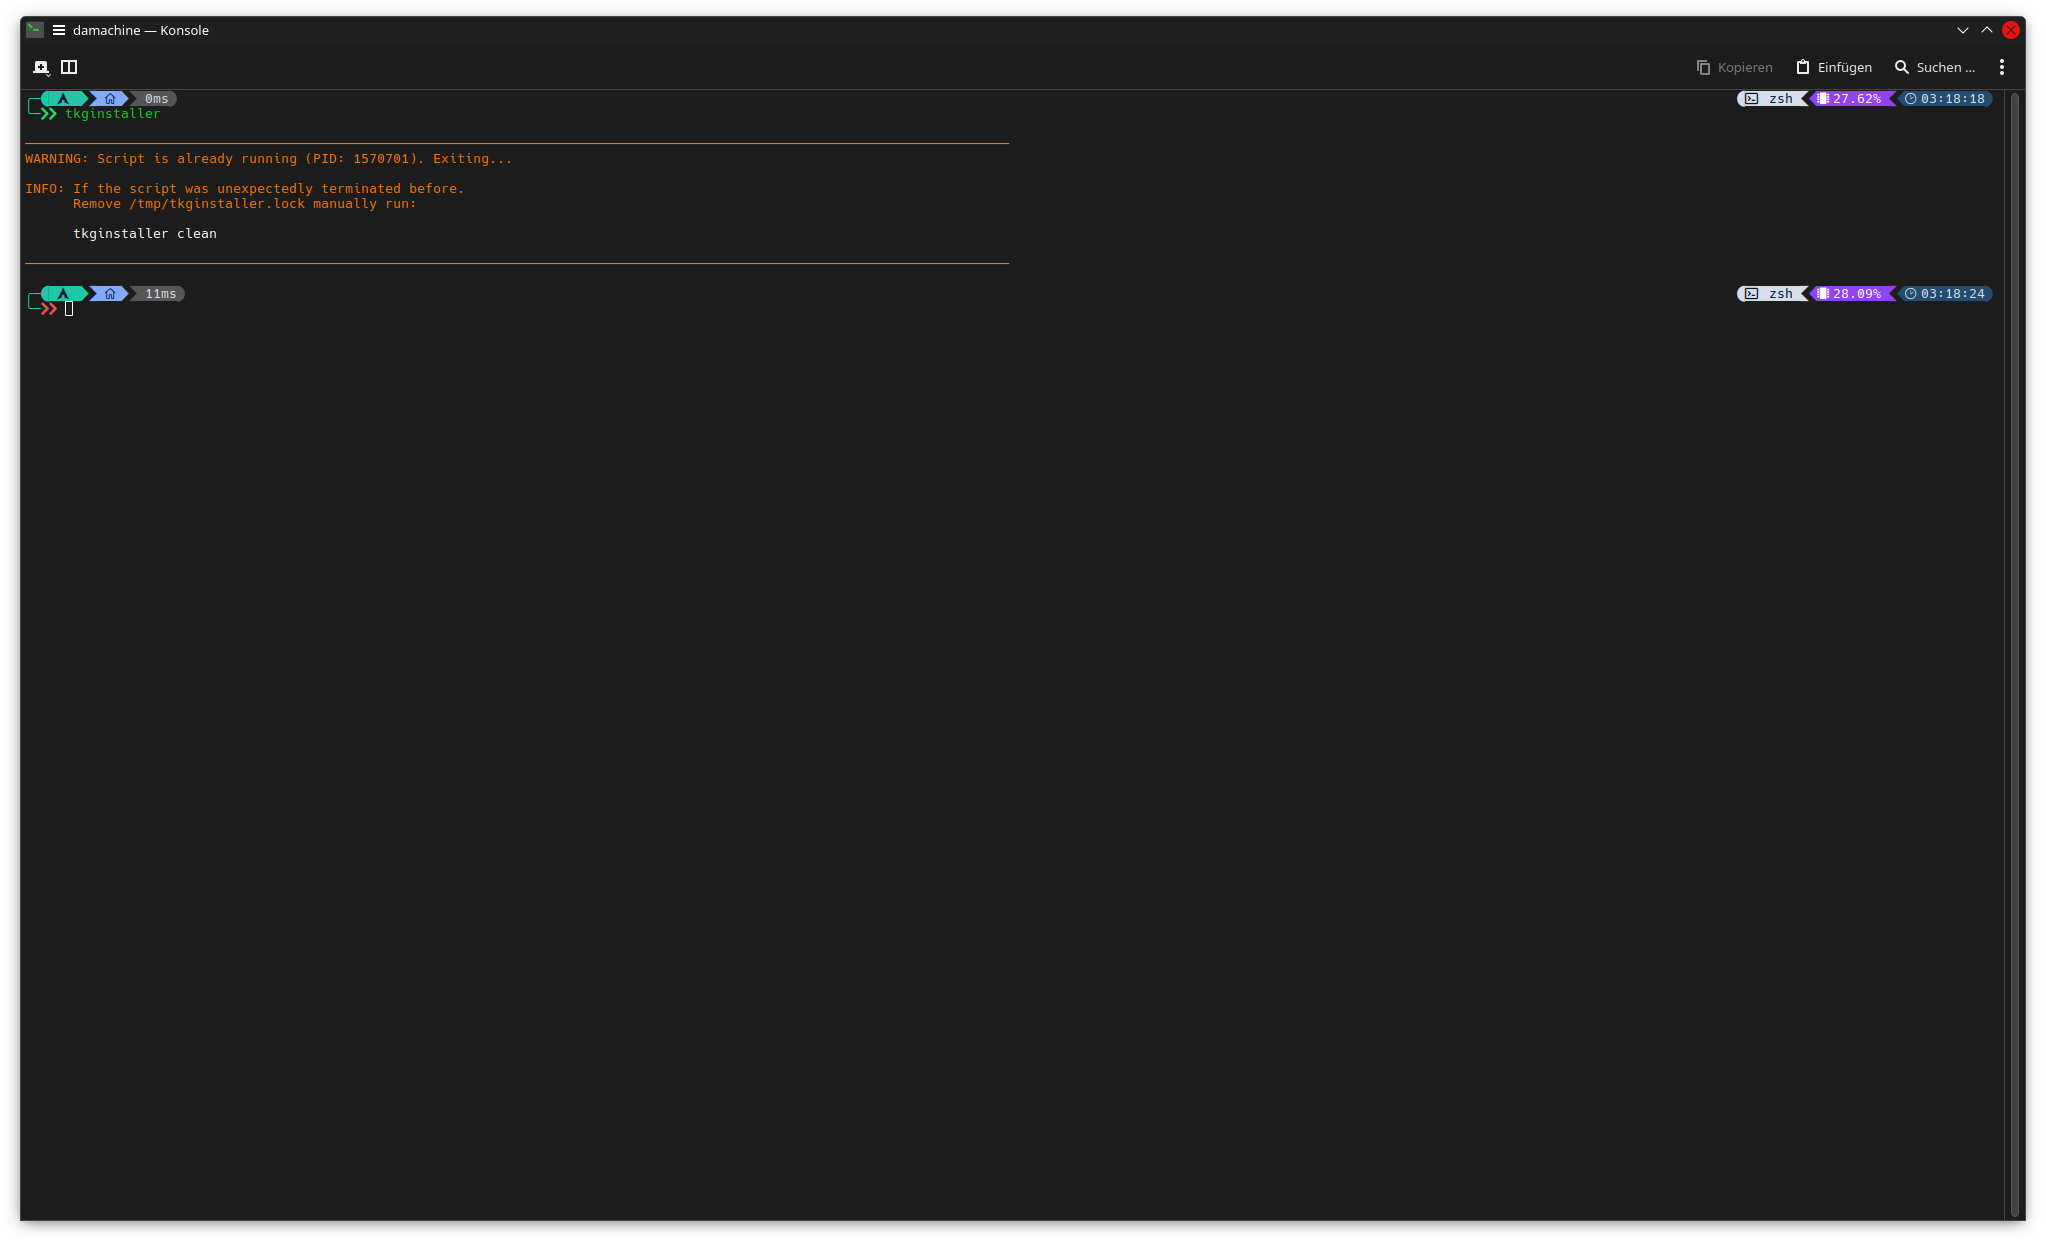 damachine — Konsole
Kopieren Einfügen Suchen ...
0ms zsh 27.62% 03:18:18
tkginstaller
WARNING: Script is already running (PID: 1570701). Exiting...
INFO: If the script was unexpectedly terminated before.
Remove /tmp/tkginstaller.lock manually run:
tkginstaller clean
11ms zsh 28.09% 03:18:24